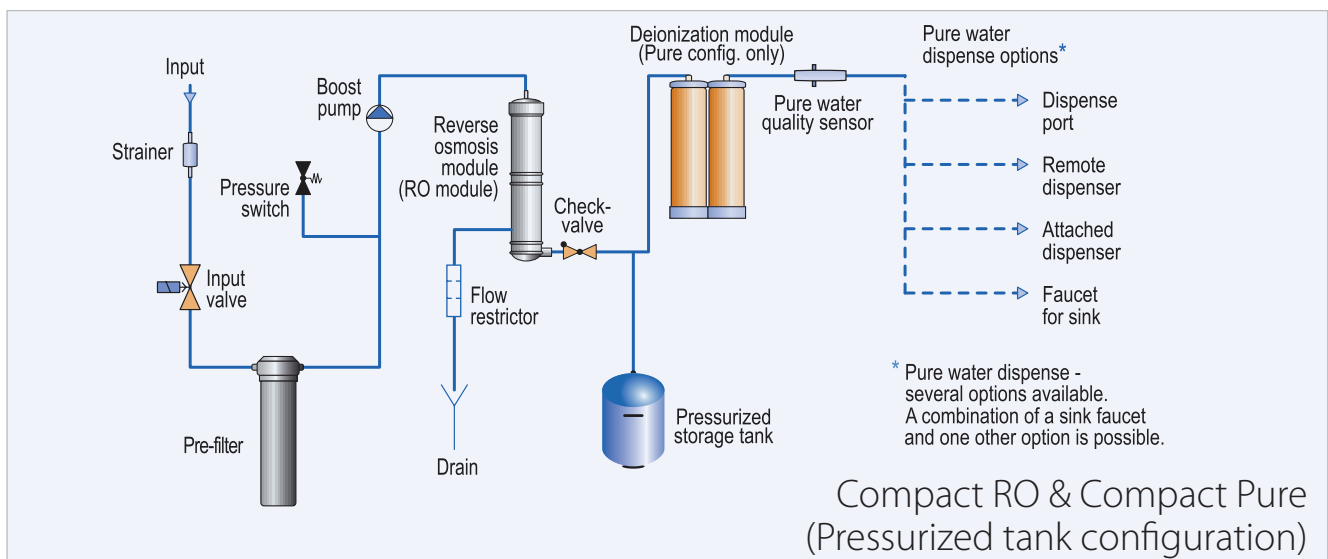 Input
Strainer
Input
valve
Pre-filter
Pressure
switch
Boost
pump
Reverse
osmosis
module
(RO module)
Flow
restrictor
Drain
Check-
valve
Pressurized
storage tank
Deionization module
(Pure config. only)
Pure water
quality sensor
Pure water
dispense options*
Dispense
port
Remote
dispenser
Attached
dispenser
Faucet
for sink
* Pure water dispense -
several options available.
A combination of a sink faucet
and one other option is possible.
Compact RO & Compact Pure
(Pressurized tank configuration)